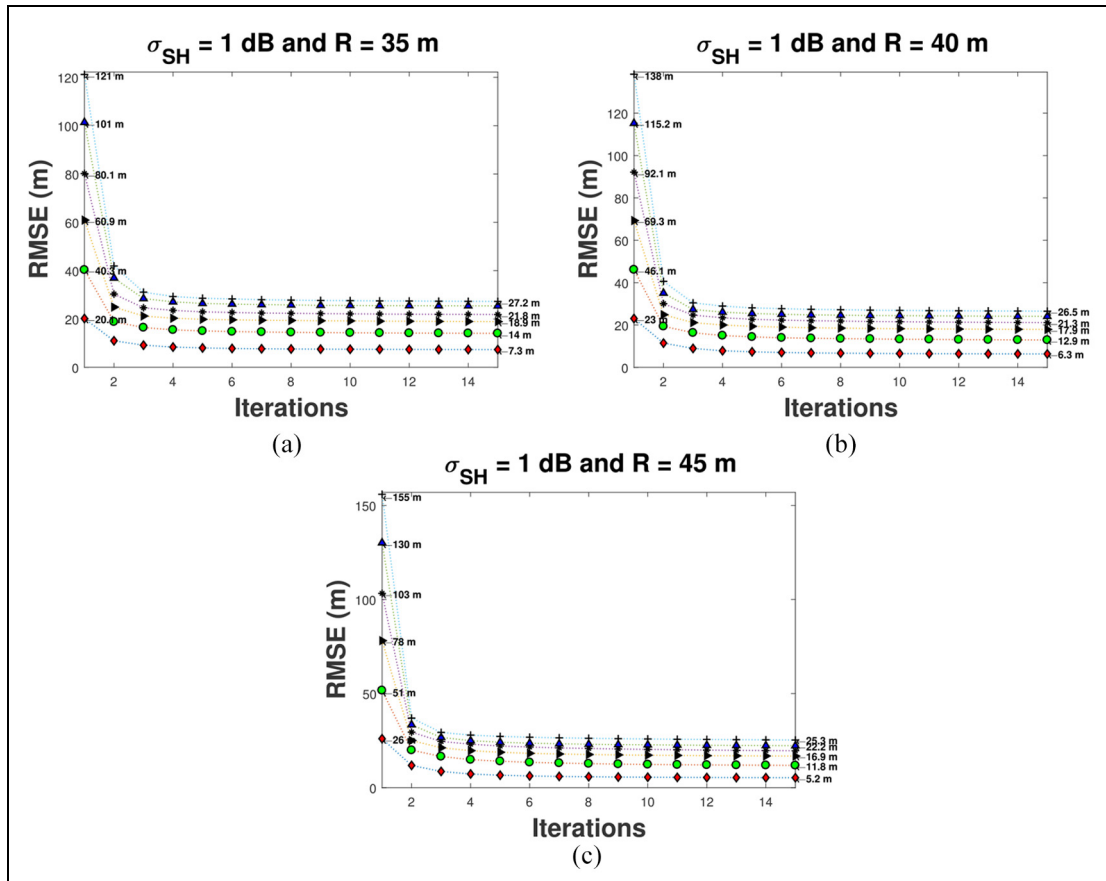 σSH = 1 dB and R = 35 m
RMSE (m)
120
100
80
60
40
20
0
121 m
101 m
80.1 m
60.9 m
27.2 m
21.8 m
18.9 m
14 m
7.3 m
2 4 6 8 10 12 14
Iterations
(a)
σSH = 1 dB and R = 40 m
RMSE (m)
120
100
80
60
40
20
0
138 m
115.2 m
92.1 m
69.3 m
46.1 m
23 m
26.5 m
21.3 m
17.9 m
12.9 m
6.3 m
2 4 6 8 10 12 14
Iterations
(b)
σSH = 1 dB and R = 45 m
RMSE (m)
150
100
50
0
155 m
130 m
103 m
78 m
51 m
26
25.3 m
22.2 m
16.9 m
11.8 m
5.2 m
2 4 6 8 10 12 14
Iterations
(c)